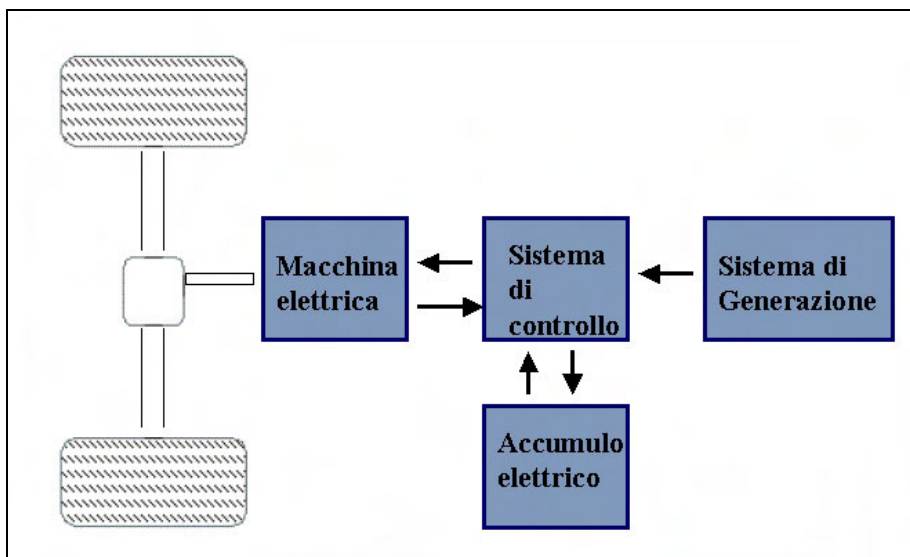 Macchina
elettrica
Sistema
di
controllo
Sistema di
Generazione
Accumulo
elettrico